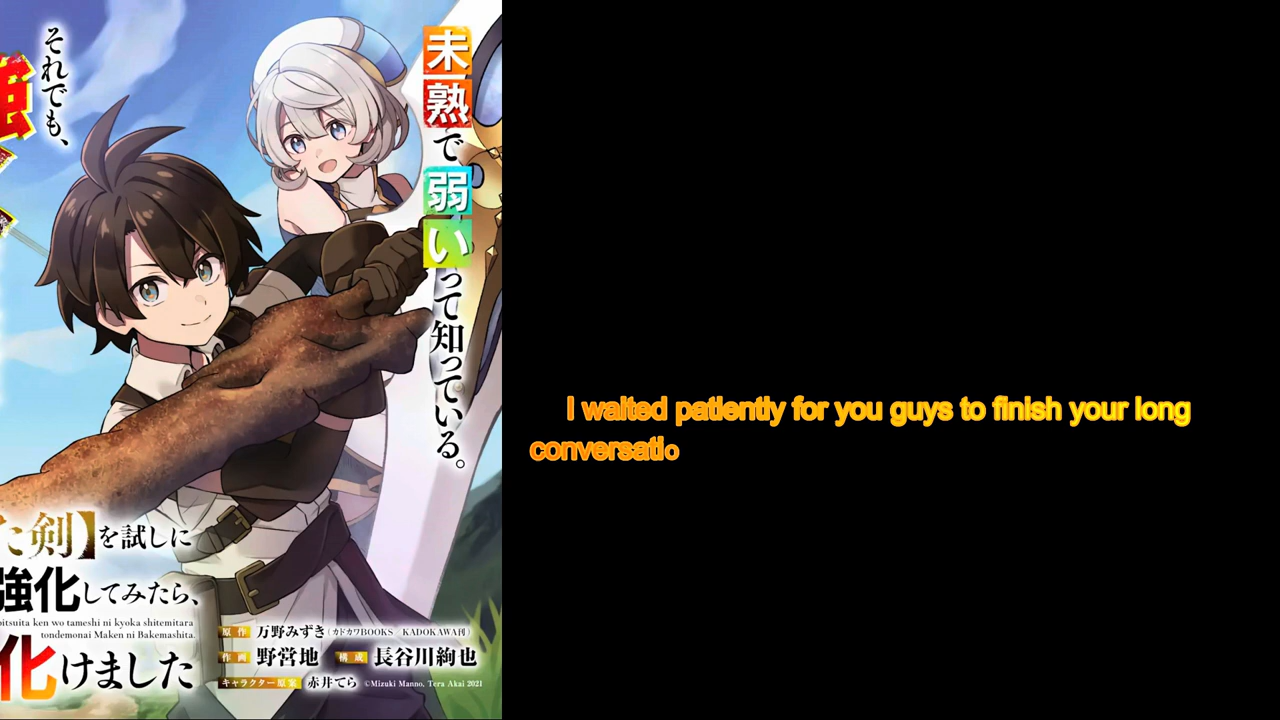 未熟で弱いって知っている。
それでも、
強
た剣】を試しに
強化してみたら、
bitsuita ken wo tameshi ni kyoka shitemitara
tondemonai Maken ni Bakemashita.
化けました
原作 万野みずき(カドカワBOOKS/KADOKAWA刊)
作画 野営地 構成 長谷川絢也
キャラクター原案 赤井てら ©Mizuki Manno, Tera Akai 2021
I waited patiently for you guys to finish your long
conversatio